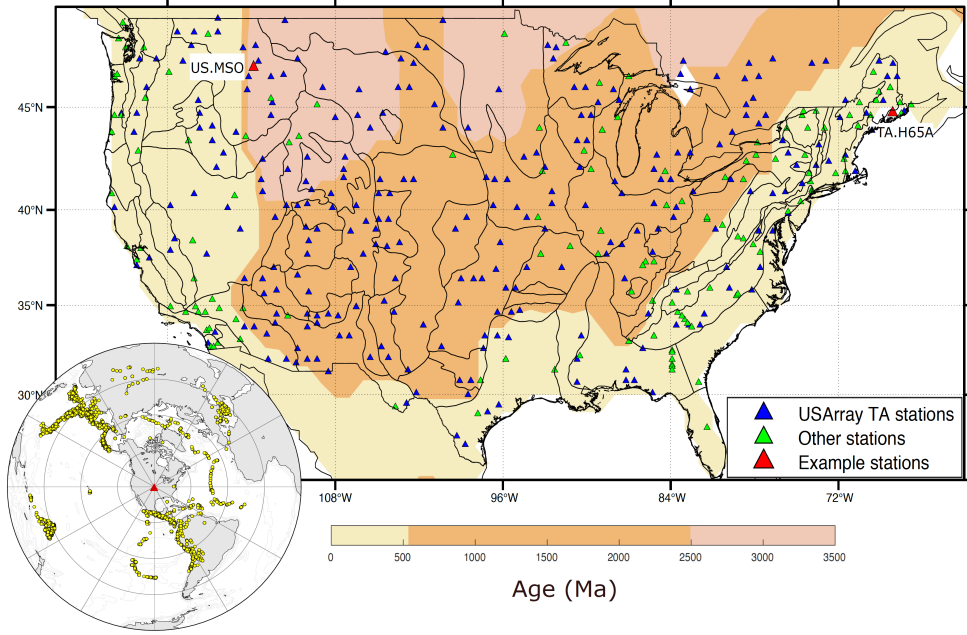 US.MSO
45°N
TA.H65A
40°N
35°N
30°N
USArray TA stations
Other stations
Example stations
108°W
96°W
84°W
72°W
0 500 1000 1500 2000 2500 3000 3500
Age (Ma)